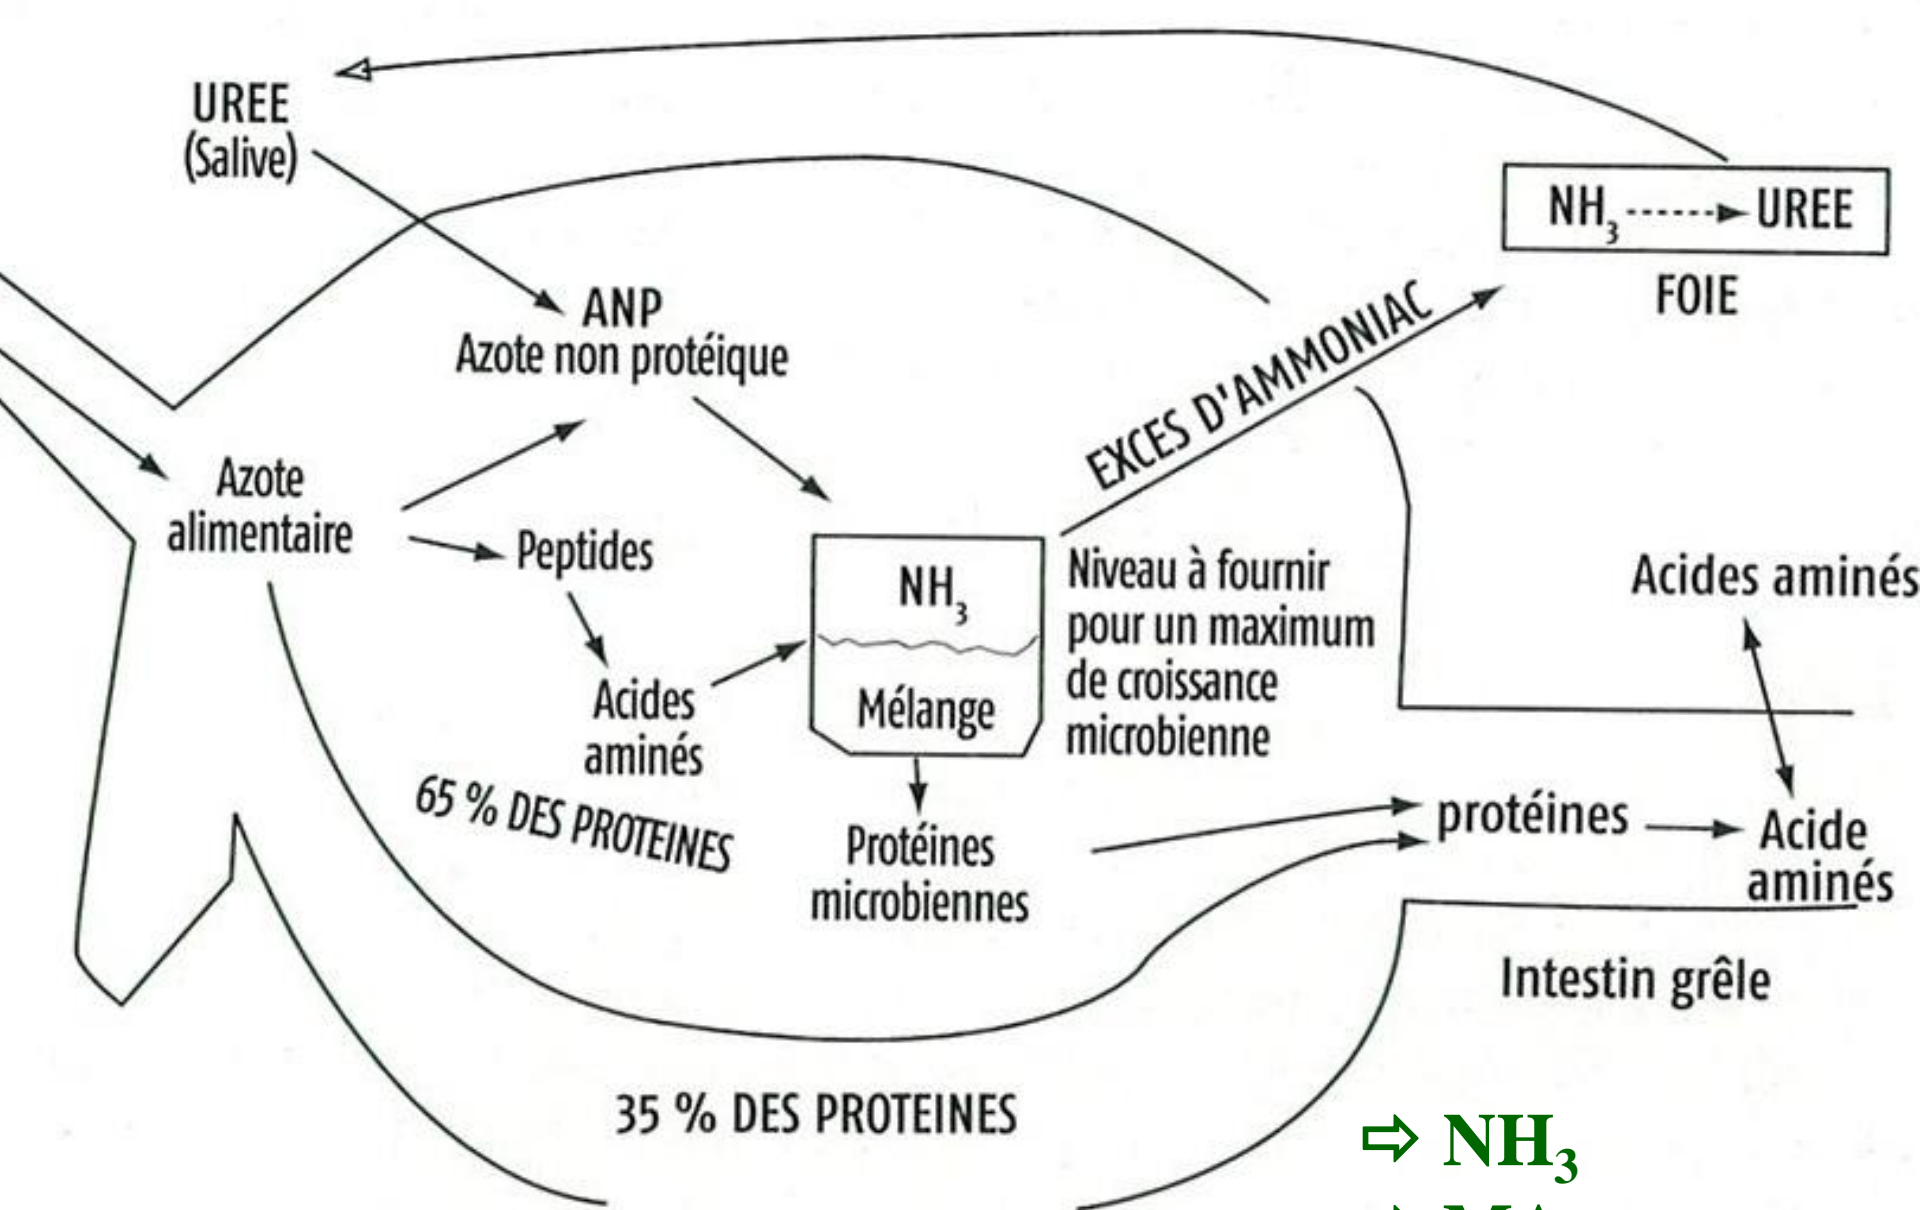 UREE
(Salive)
NH3 UREE
FOIE
ANP
Azote non protéique
EXCES D'AMMONIAC
Azote
alimentaire
Peptides
Acides
aminés
NH3
Mélange
Niveau à fournir
pour un maximum
de croissance
microbienne
65 % DES PROTEINES
Protéines
microbiennes
Acides aminés
protéines
Acide
aminés
Intestin grêle
35 % DES PROTEINES
⇨ NH3